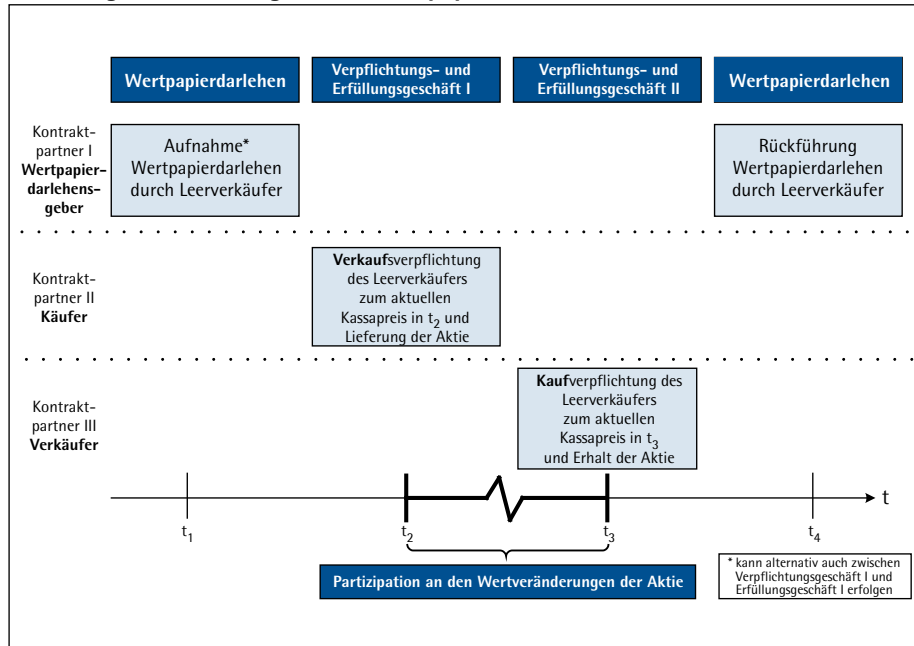 Wertpapierdarlehen
Verpflichtungs- und
Erfüllungsgeschäft I
Verpflichtungs- und
Erfüllungsgeschäft II
Wertpapierdarlehen
Kontrakt-
partner I
Wertpapier-
darlehens-
geber
Aufnahme*
Wertpapierdarlehen
durch Leerverkäufer
Rückführung
Wertpapierdarlehen
durch Leerverkäufer
Kontrakt-
partner II
Käufer
Verkaufsverpflichtung
des Leerverkäufers
zum aktuellen
Kassapreis in t2 und
Lieferung der Aktie
Kontrakt-
partner III
Verkäufer
Kaufverpflichtung des
Leerverkäufers
zum aktuellen
Kassapreis in t3
und Erhalt der Aktie
t
t1
t2
t3
t4
Partizipation an den Wertveränderungen der Aktie
* kann alternativ auch zwischen
Verpflichtungsgeschäft I und
Erfüllungsgeschäft I erfolgen